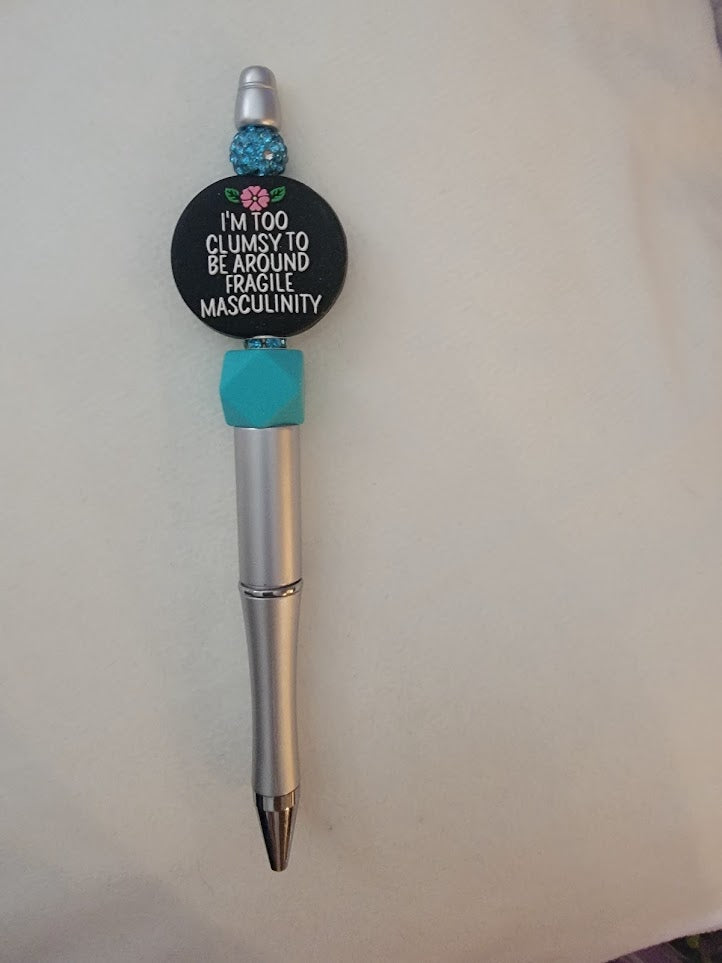 I'M TOO
CLUMSY TO
BE AROUND
FRAGILE
MASCULINITY